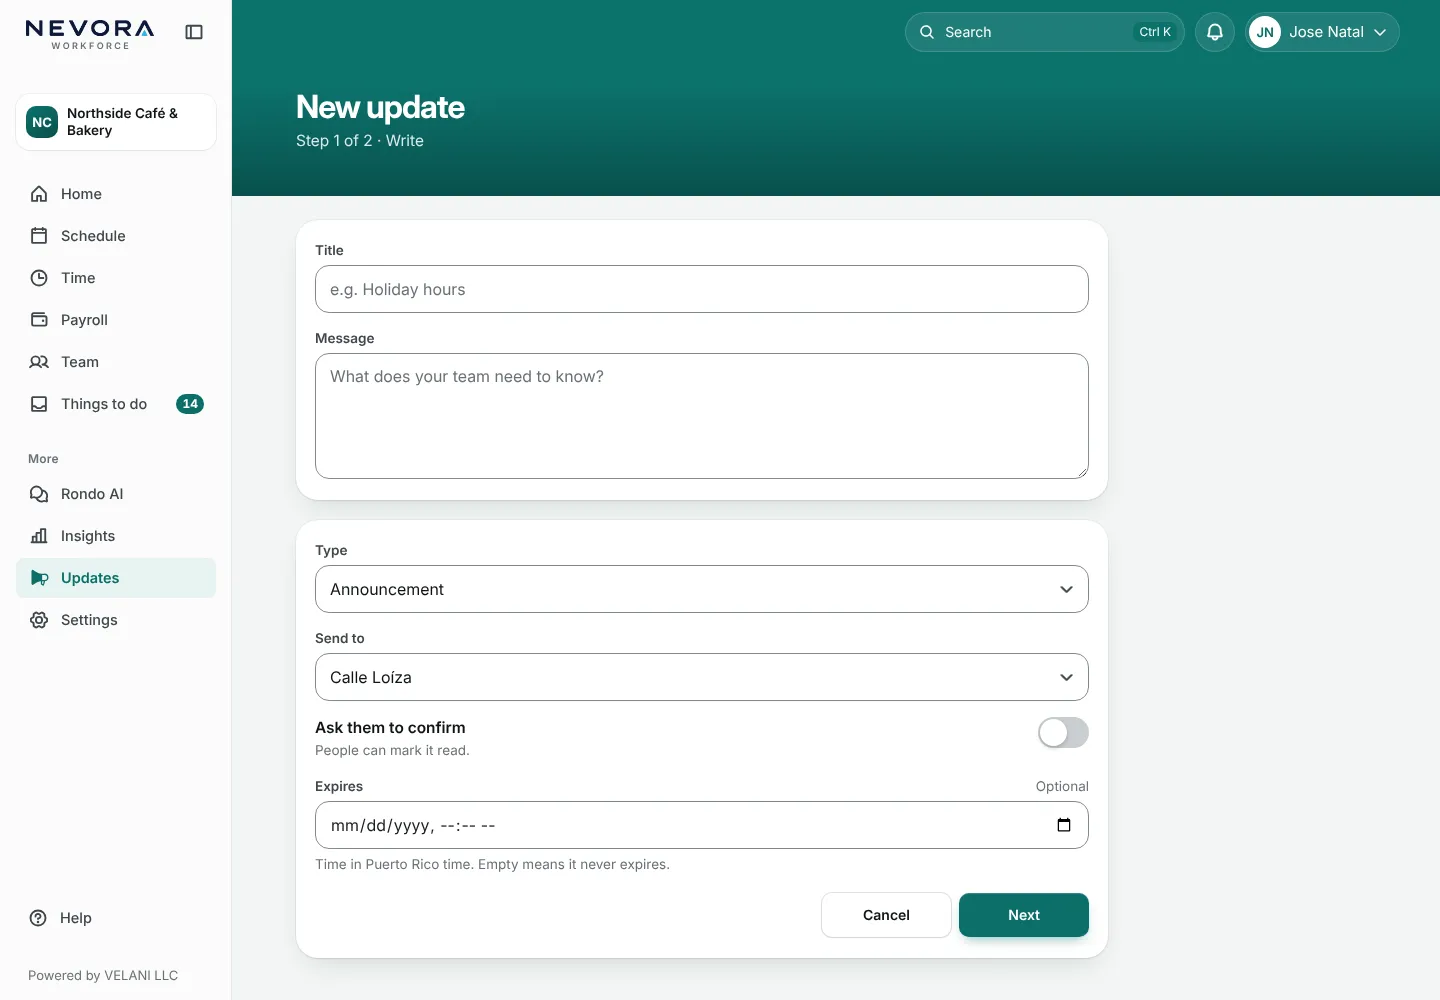 NEVORA
WORKFORCE
Search
Ctrl K
JN
Jose Natal
NC
Northside Café &
Bakery
New update
Step 1 of 2 · Write
Home
Schedule
Time
Payroll
Team
Things to do
14
More
Rondo AI
Insights
Updates
Settings
Help
Powered by VELANI LLC
Title
e.g. Holiday hours
Message
What does your team need to know?
Type
Announcement
Send to
Calle Loíza
Ask them to confirm
People can mark it read.
Expires
Optional
mm/dd/yyyy, --:-- --
Time in Puerto Rico time. Empty means it never expires.
Cancel
Next